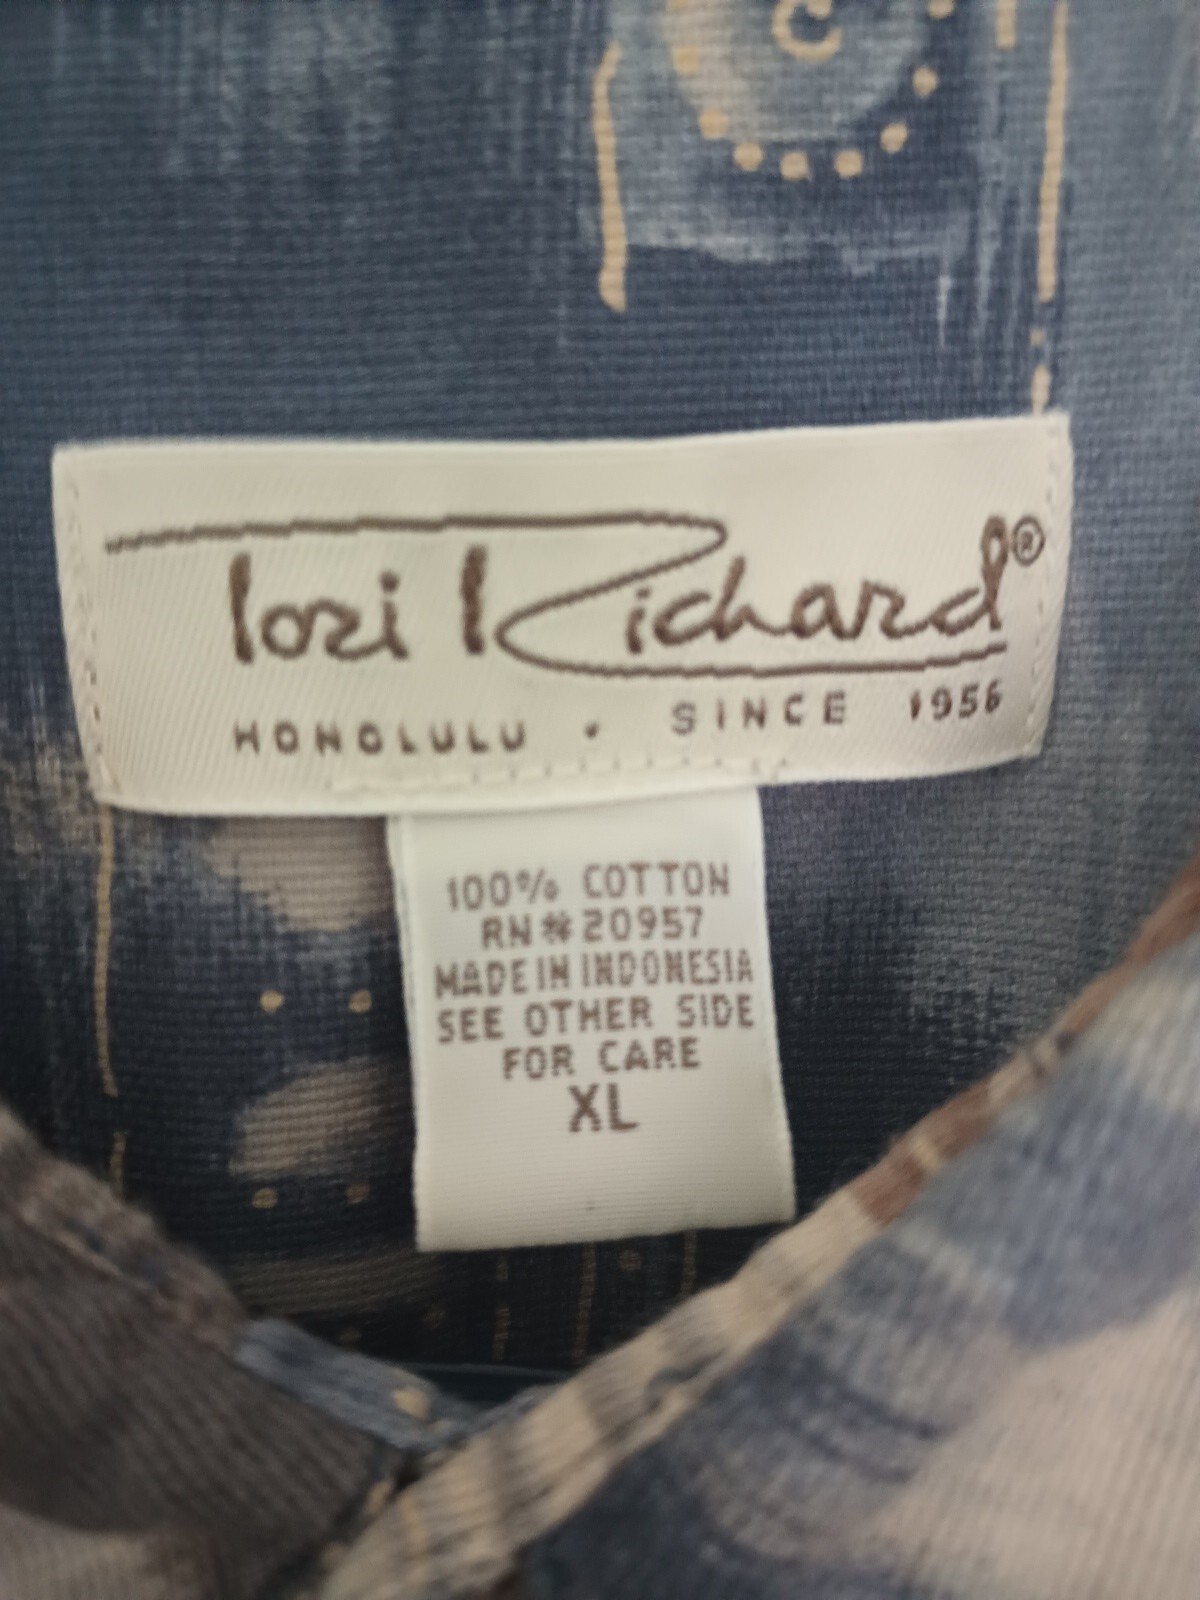 Tori Richard®
HONOLULU • SINCE 1956
100% COTTON
RN#20957
MADE IN INDONESIA
SEE OTHER SIDE
FOR CARE
XL